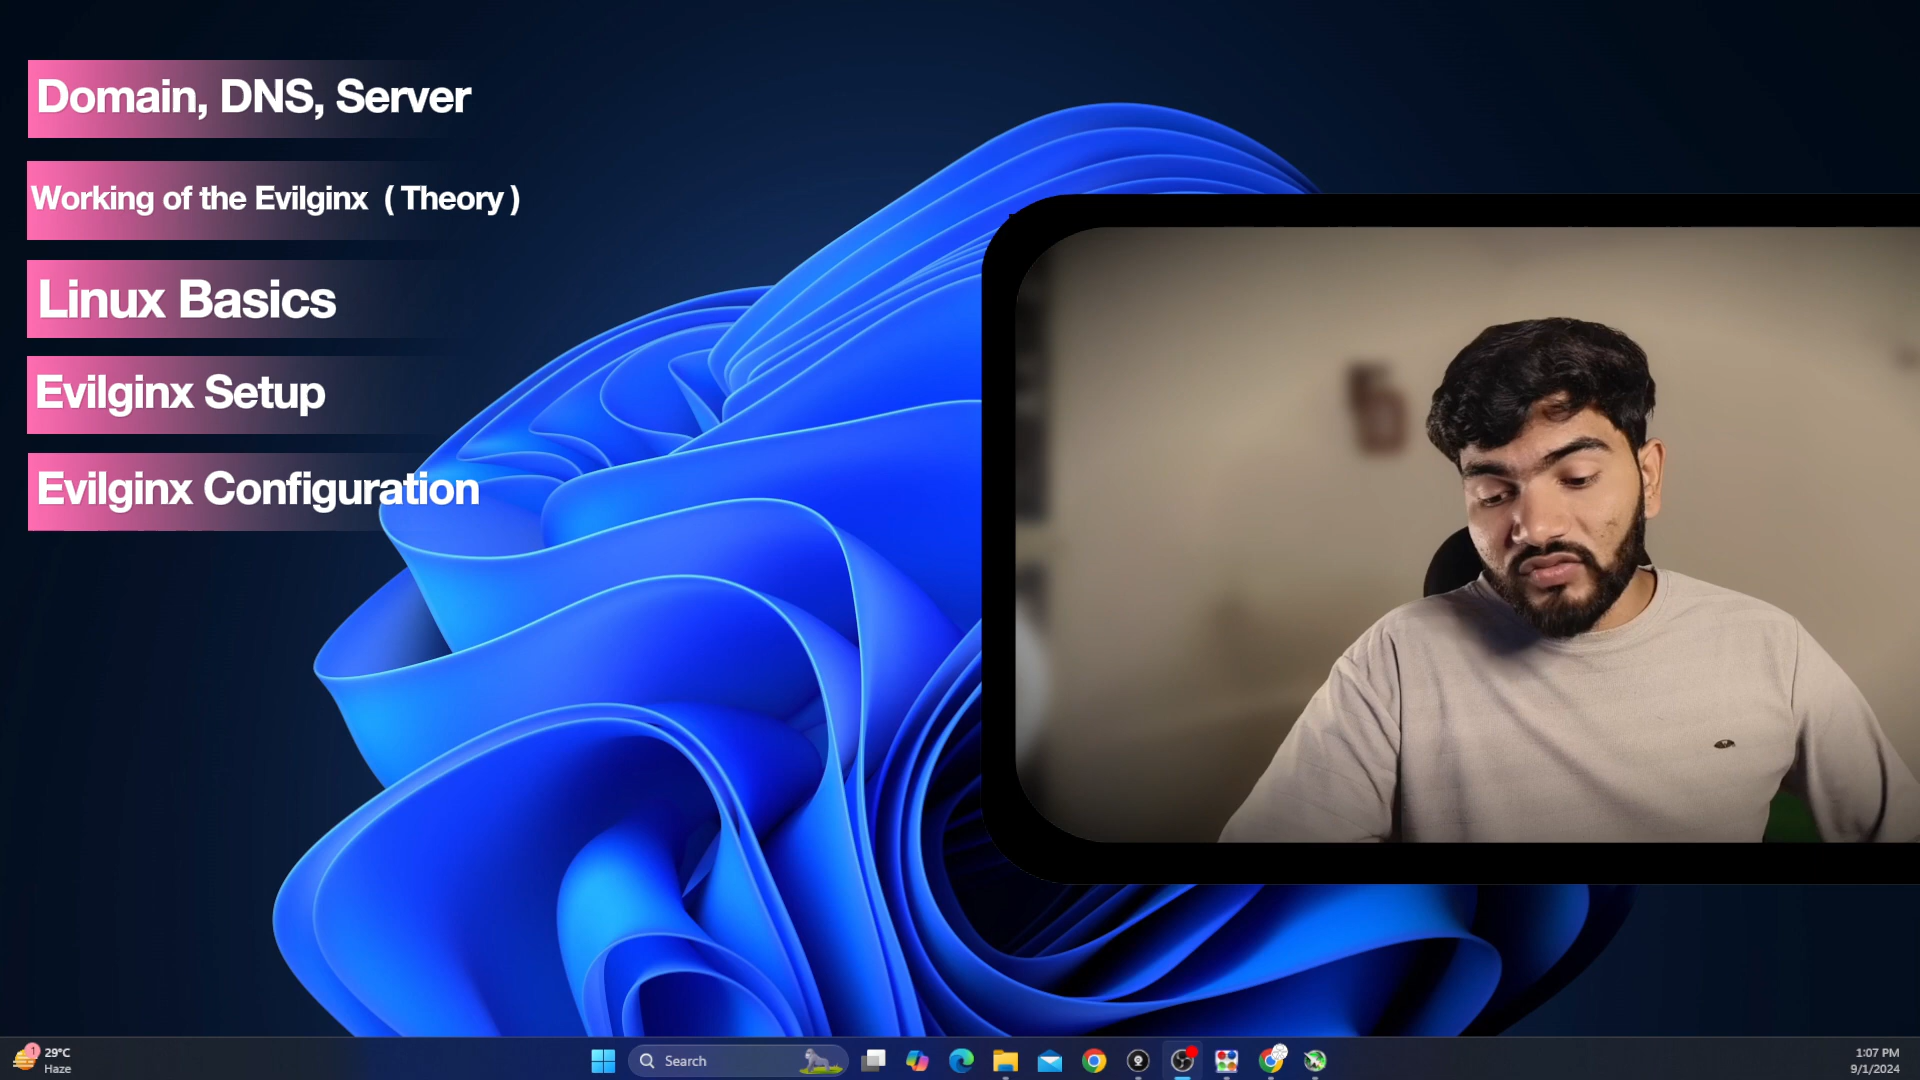 Domain, DNS, Server
Working of the Evilginx ( Theory )
Linux Basics
Evilginx Setup
Evilginx Configuration
1
29°C
Haze
Search
1:07 PM
9/1/2024